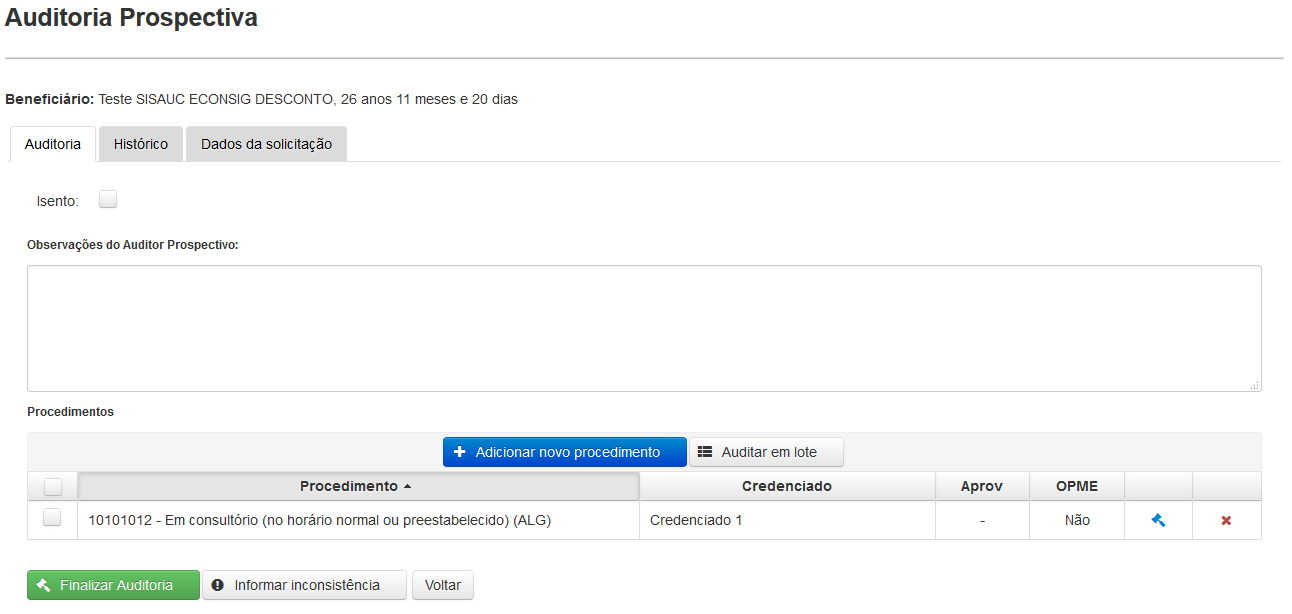 Auditoria Prospectiva
Beneficiário: Teste SISAUC ECONSIG DESCONTO, 26 anos 11 meses e 20 dias
Auditoria Histórico Dados da solicitação
Isento:
Observações do Auditor Prospectivo:
Procedimentos
Adicionar novo procedimento Auditar em lote
Procedimento Credenciado Aprov OPME
10101012 - Em consultório (no horário normal ou preestabelecido) (ALG) Credenciado 1 - Não
Finalizar Auditoria Informar inconsistência Voltar